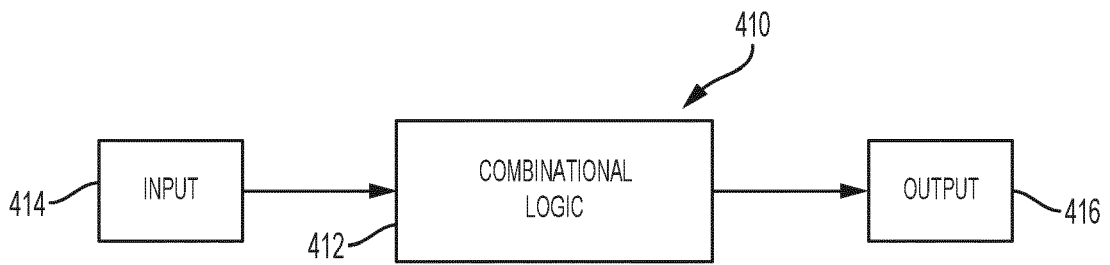 410
414
INPUT
412
COMBINATIONAL
LOGIC
OUTPUT
416